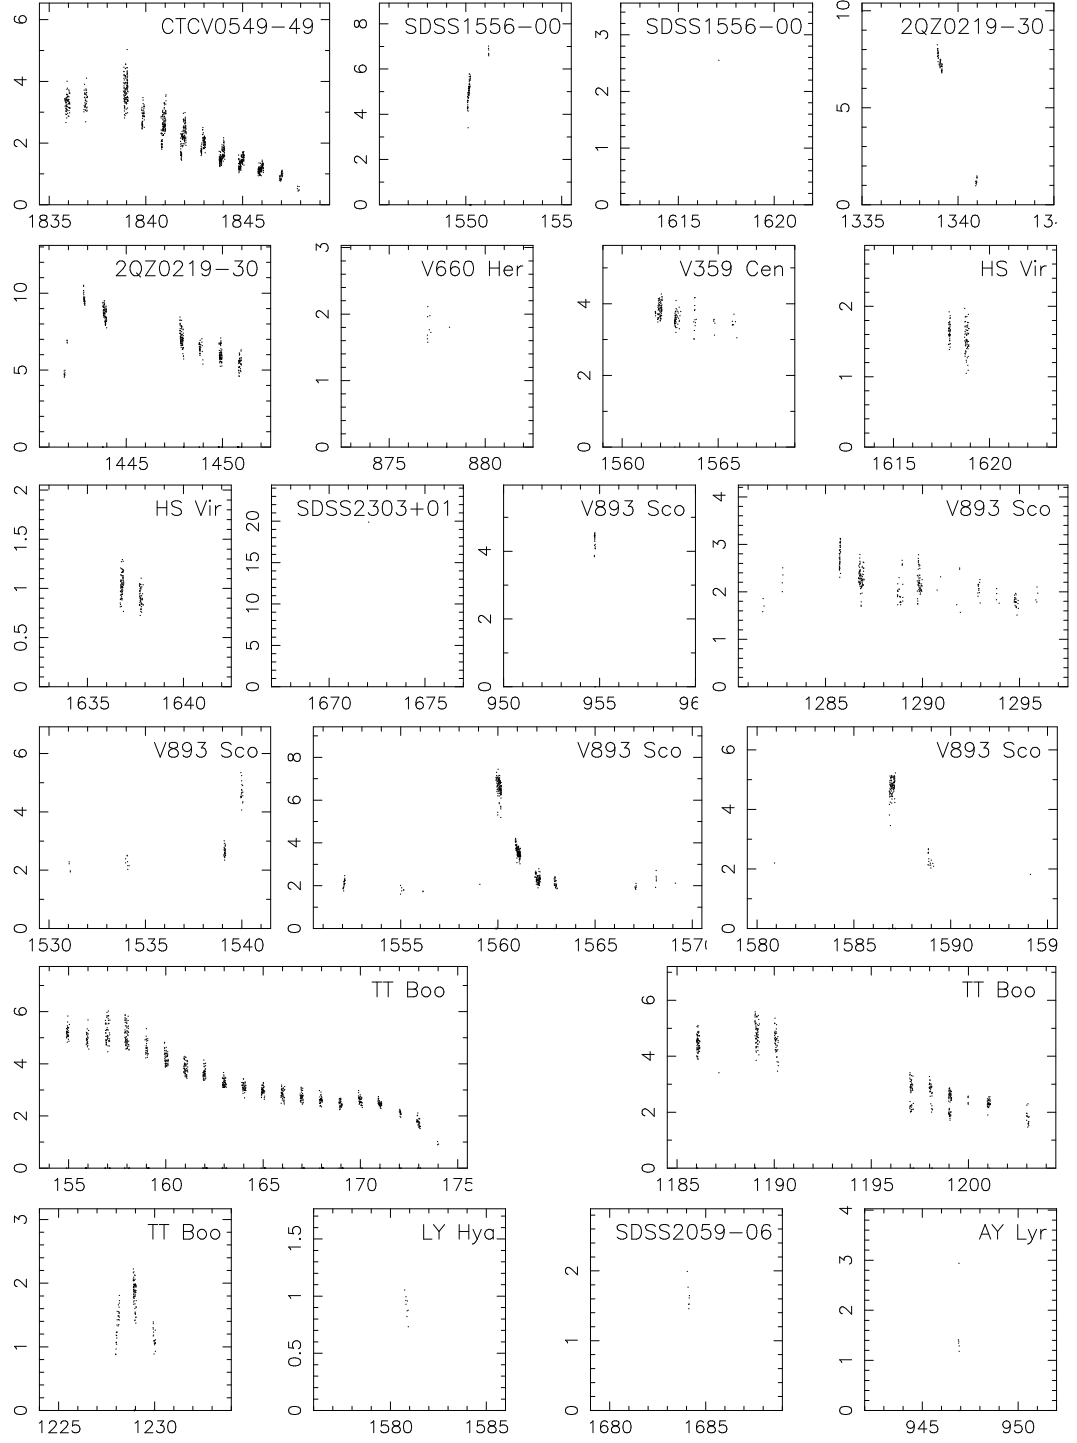 CTCV0549−49
0 2 4 6
1835 1840 1845
SDSS1556−00
0 2 4 6 8
1550 155
SDSS1556−00
0 1 2 3
1615 1620
2QZ0219−30
0 5 10
1335 1340 13
2QZ0219−30
0 5 10
1445 1450
V660 Her
0 1 2 3
875 880
V359 Cen
0 2 4
1560 1565
HS Vir
0 1 2
1615 1620
HS Vir
0 0.5 1 1.5 2
1635 1640
SDSS2303+01
0 5 10 15 20
1670 1675
V893 Sco
0 2 4
950 955 96
V893 Sco
0 1 2 3 4
1285 1290 1295
V893 Sco
0 2 4 6
1530 1535 1540
V893 Sco
0 2 4 6 8
1555 1560 1565 157
V893 Sco
0 2 4 6
1580 1585 1590 159
TT Boo
0 2 4 6
155 160 165 170 175
TT Boo
0 2 4 6
1185 1190 1195 1200
TT Boo
0 1 2 3
1225 1230
LY Hya
0 0.5 1 1.5
1580 1585
SDSS2059−06
0 1 2
1680 1685
AY Lyr
0 1 2 3 4
945 950